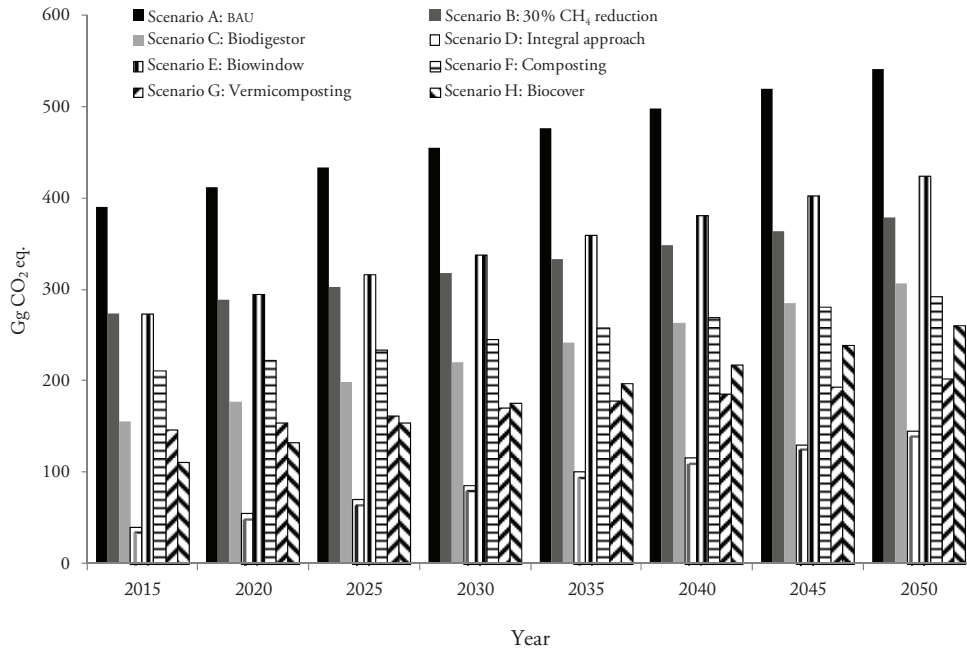 600
500
400
300
200
100
0
Gg CO₂ eq.
Scenario A: BAU
Scenario B: 30% CH₄ reduction
Scenario C: Biodigestor
Scenario D: Integral approach
Scenario E: Biowindow
Scenario F: Composting
Scenario G: Vermicomposting
Scenario H: Biocover
2015 2020 2025 2030 2035 2040 2045 2050
Year